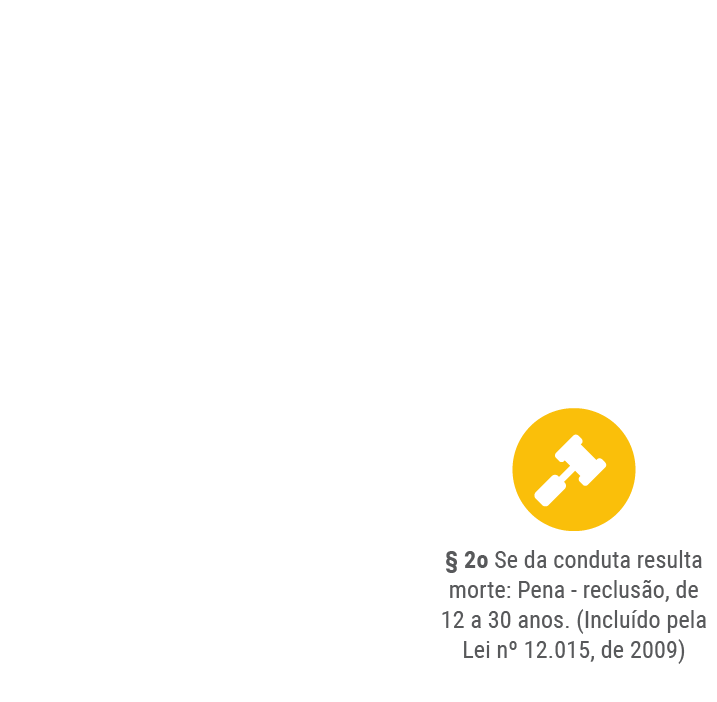 § 2o Se da conduta resulta
morte: Pena - reclusão, de
12 a 30 anos. (Incluído pela
Lei nº 12.015, de 2009)